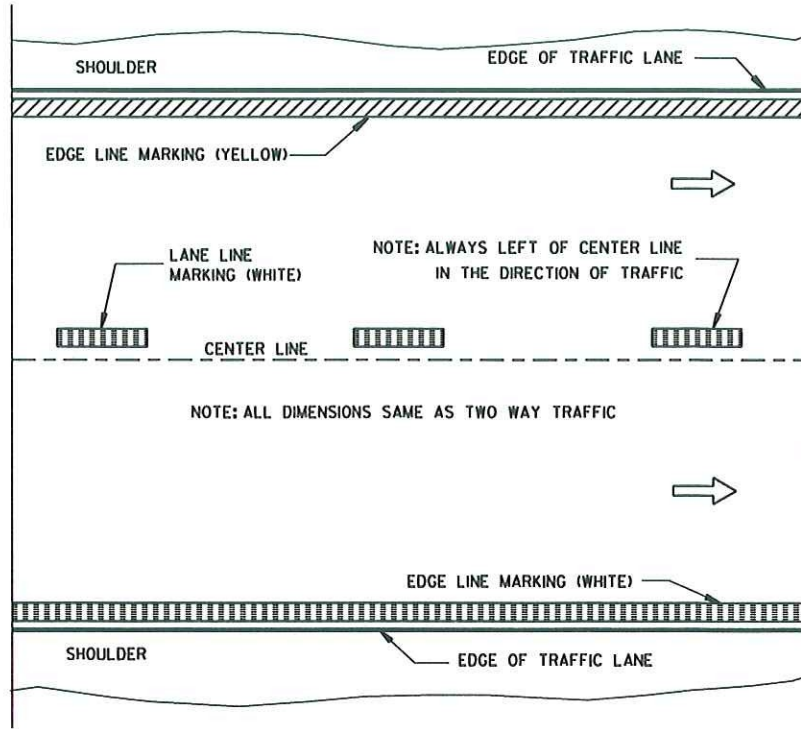 SHOULDER
EDGE OF TRAFFIC LANE
EDGE LINE MARKING (YELLOW)
LANE LINE
MARKING (WHITE)
NOTE: ALWAYS LEFT OF CENTER LINE
IN THE DIRECTION OF TRAFFIC
CENTER LINE
NOTE: ALL DIMENSIONS SAME AS TWO WAY TRAFFIC
EDGE LINE MARKING (WHITE)
SHOULDER
EDGE OF TRAFFIC LANE